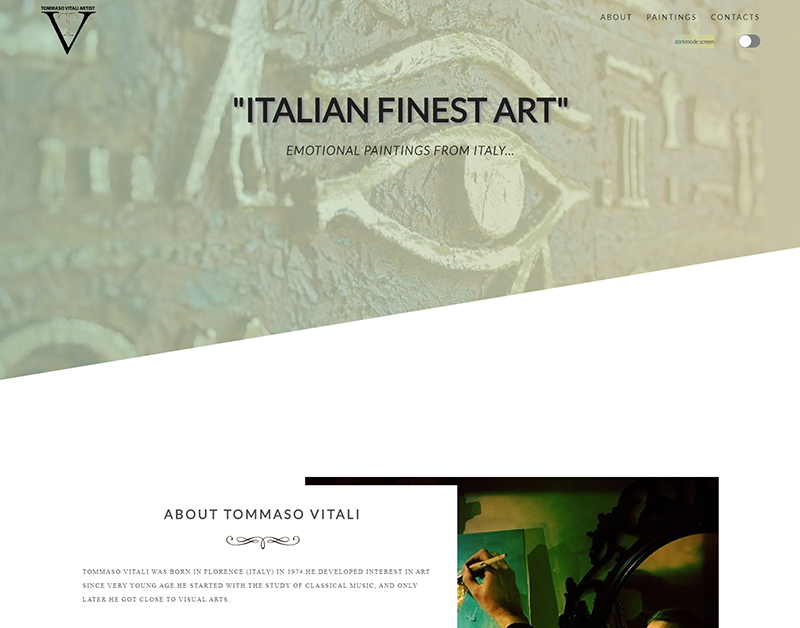 TOMMASO VITALI ARTIST
V
ABOUT PAINTINGS CONTACTS
darkmode screen
"ITALIAN FINEST ART"
EMOTIONAL PAINTINGS FROM ITALY...
ABOUT TOMMASO VITALI
TOMMASO VITALI WAS BORN IN FLORENCE (ITALY) IN 1974.HE DEVELOPED INTEREST IN ART
SINCE VERY YOUNG AGE.HE STARTED WITH THE STUDY OF CLASSICAL MUSIC, AND ONLY
LATER HE GOT CLOSE TO VISUAL ARTS.